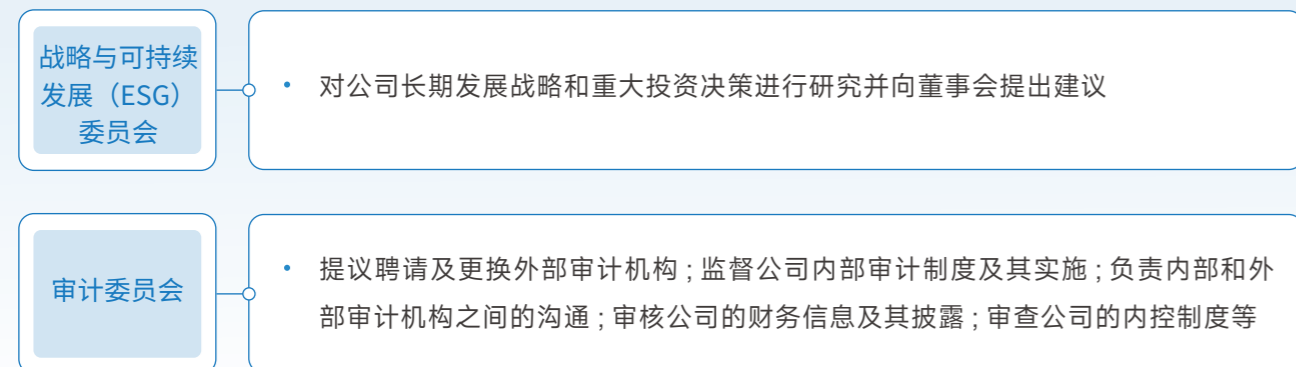 战略与可持续
发展（ESG）
委员会
• 对公司长期发展战略和重大投资决策进行研究并向董事会提出建议
审计委员会
• 提议聘请及更换外部审计机构 ; 监督公司内部审计制度及其实施 ; 负责内部和外
部审计机构之间的沟通 ; 审核公司的财务信息及其披露 ; 审查公司的内控制度等